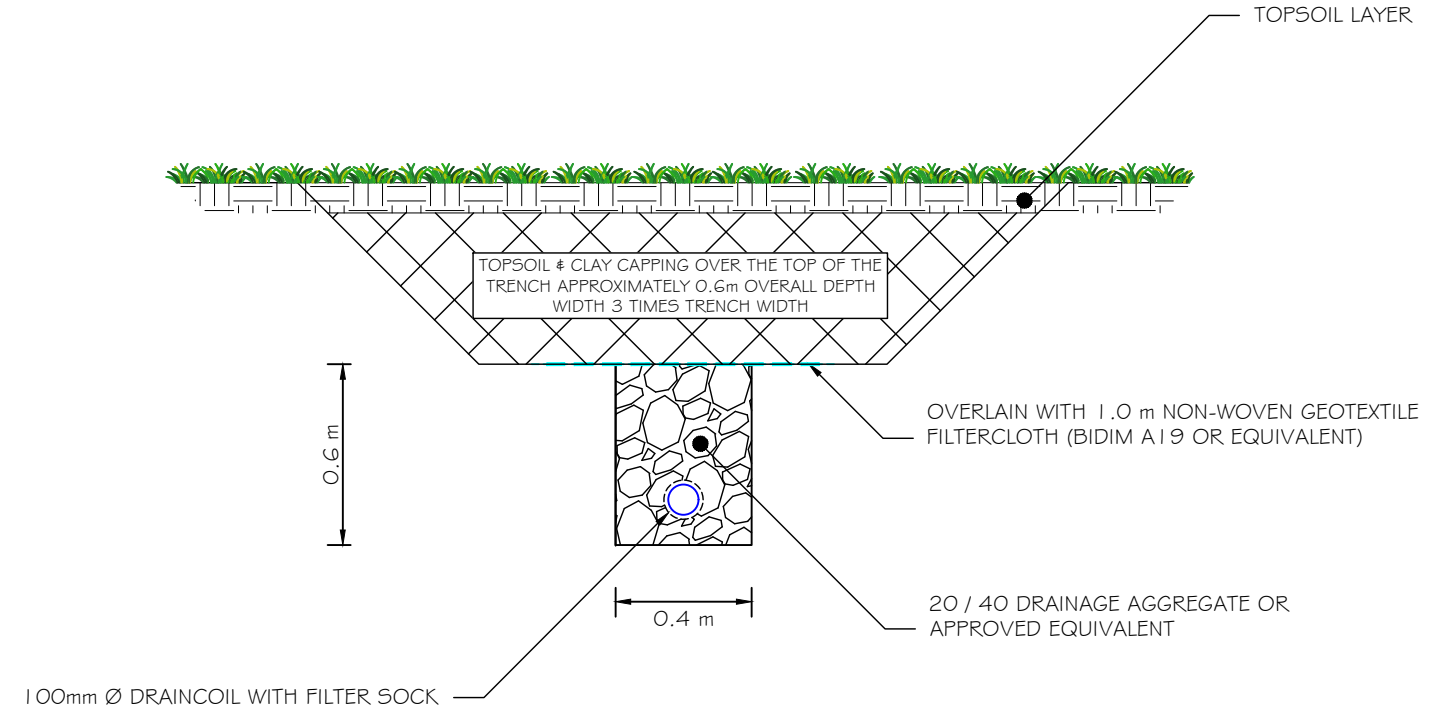 TOPSOIL LAYER
TOPSOIL & CLAY CAPPING OVER THE TOP OF THE
TRENCH APPROXIMATELY 0.6m OVERALL DEPTH
WIDTH 3 TIMES TRENCH WIDTH
OVERLAIN WITH 1.0 m NON-WOVEN GEOTEXTILE
FILTERCLOTH (BIDIM A19 OR EQUIVALENT)
0.6 m
20 / 40 DRAINAGE AGGREGATE OR
APPROVED EQUIVALENT
0.4 m
100mm Ø DRAINCOIL WITH FILTER SOCK